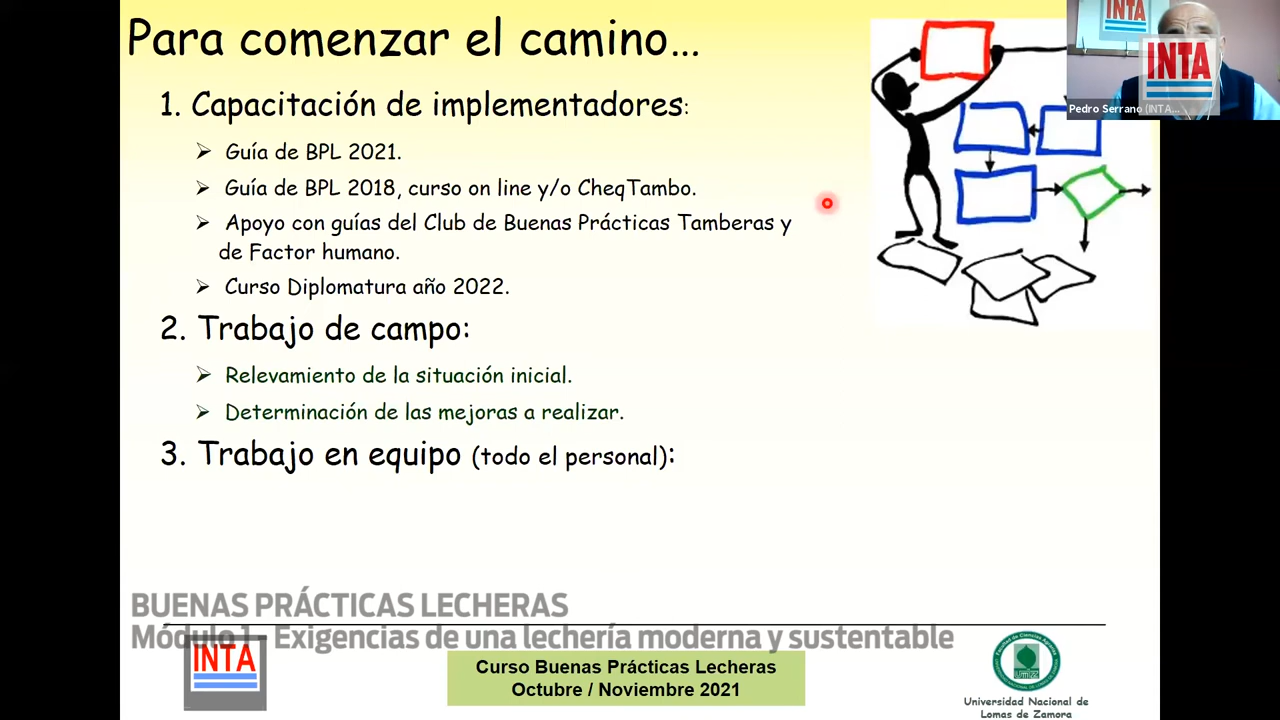 Para comenzar el camino...
1. Capacitación de implementadores:
➢ Guía de BPL 2021.
➢ Guía de BPL 2018, curso on line y/o CheqTambo.
➢ Apoyo con guías del Club de Buenas Prácticas Tamberas y
de Factor humano.
➢ Curso Diplomatura año 2022.
2. Trabajo de campo:
➢ Relevamiento de la situación inicial.
➢ Determinación de las mejoras a realizar.
3. Trabajo en equipo (todo el personal):
INTA
INTA
Pedro Serrano (INTA...
BUENAS PRÁCTICAS LECHERAS
Módulo 1. Exigencias de una lechería moderna y sustentable
INTA
Curso Buenas Prácticas Lecheras
Octubre / Noviembre 2021
Universidad Nacional de
Lomas de Zamora